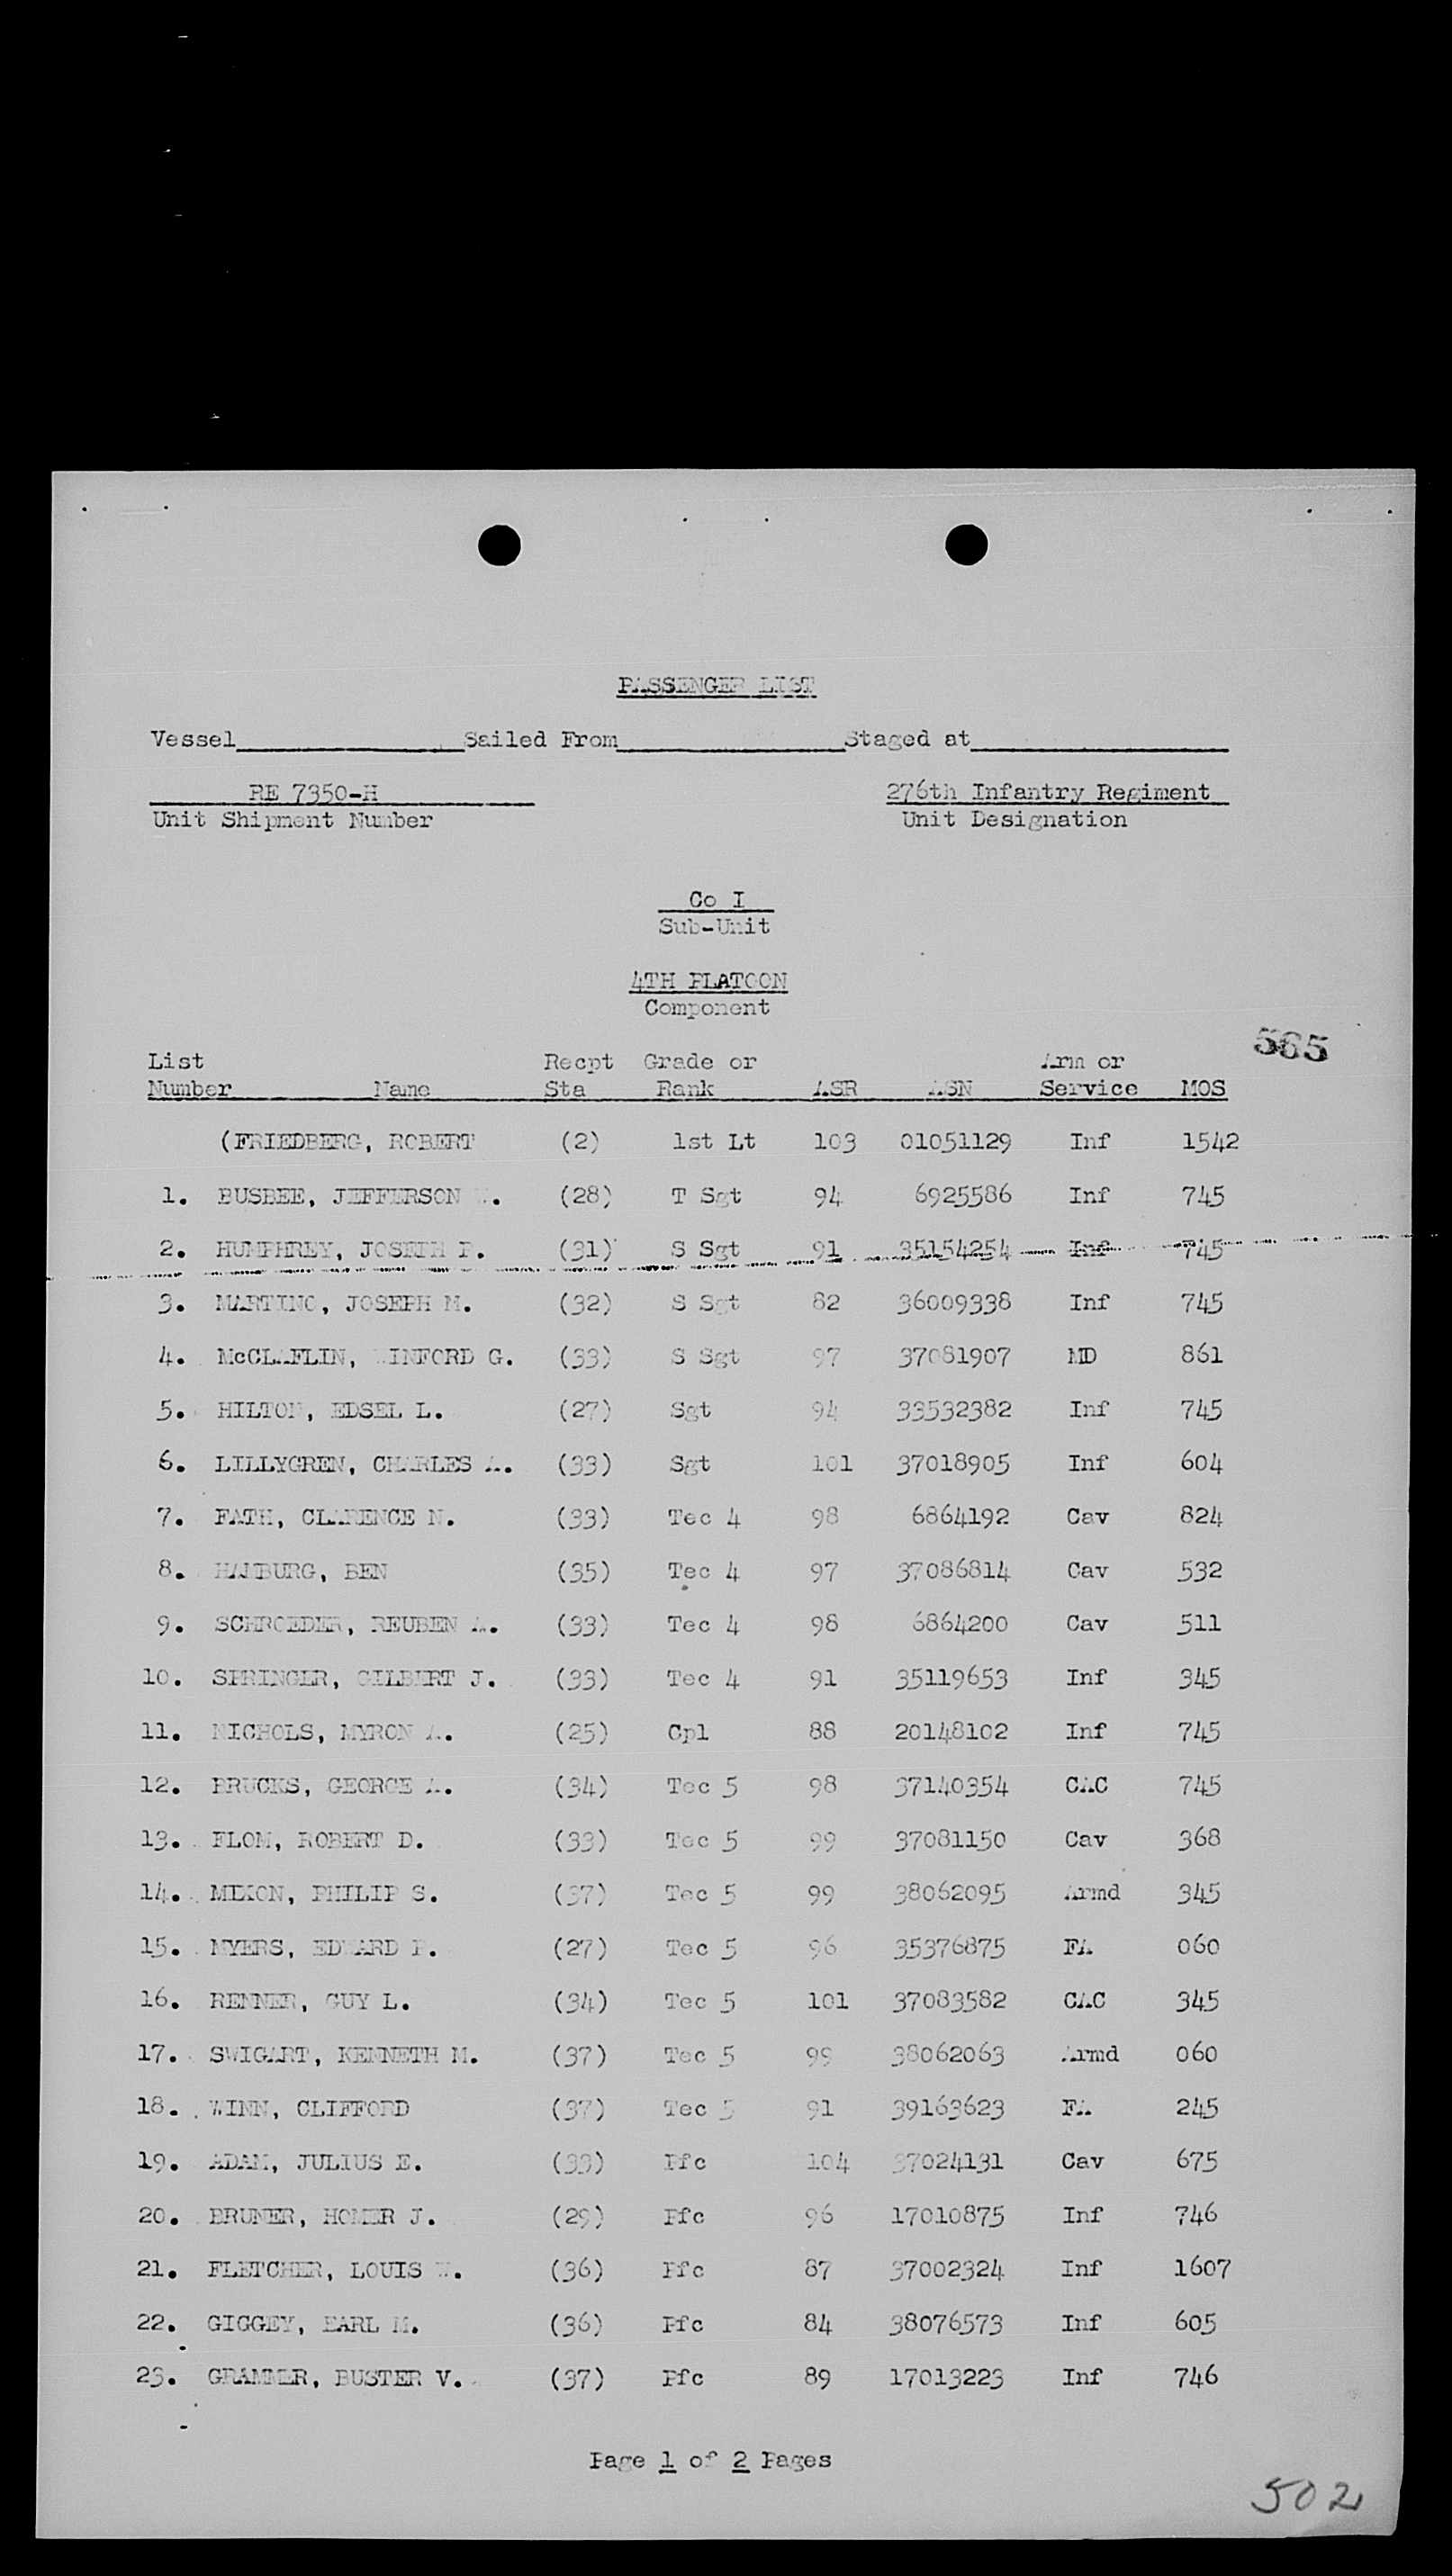 PASSENGER LIST
Vessel Sailed From Staged at
RE 7350-H 276th Infantry Regiment
Unit Shipment Number Unit Designation
Co I
Sub-Unit
4TH PLATOON
Component
565
List Recpt Grade or Arm or
Number Name Sta Rank ASR ASN Service MOS
(FRIEDBERG, ROBERT (2) 1st Lt 103 01051129 Inf 1542
1. BUSBEE, JEFFERSON (28) T Sgt 94 6925586 Inf 745
2. HUMPHREY, JOSEPH P. (31) S Sgt 91 35154254 Inf 745
3. MARTINO, JOSEPH M. (32) S Sgt 82 36009338 Inf 745
4. McCLAFLIN, WINFORD G. (33) S Sgt 97 37081907 MD 861
5. HILTON, EDSEL L. (27) Sgt 94 33532382 Inf 745
6. LILLYGREN, CHARLES A. (33) Sgt 101 37018905 Inf 604
7. FATH, CLARENCE N. (33) Tec 4 98 6864192 Cav 824
8. HAMBURG, BEN (35) Tec 4 97 37086814 Cav 532
9. SCHROEDER, REUBEN A. (33) Tec 4 98 6864200 Cav 511
10. SPRINGER, GILBERT J. (33) Tec 4 91 35119653 Inf 345
11. NICHOLS, MYRON A. (25) Cpl 88 20148102 Inf 745
12. BRUCKS, GEORGE A. (34) Tec 5 98 37140354 CAC 745
13. FLOM, ROBERT D. (33) Tec 5 99 37081150 Cav 368
14. MIXON, PHILIP S. (37) Tec 5 99 38062095 Armd 345
15. MYERS, EDWARD P. (27) Tec 5 96 35376875 FA 060
16. RENNER, GUY L. (34) Tec 5 101 37083582 CAC 345
17. SWIGART, KENNETH M. (37) Tec 5 99 38062063 Armd 060
18. WINN, CLIFFORD (37) Tec 5 91 39163623 FA 245
19. ADAM, JULIUS E. (33) Pfc 104 37024131 Cav 675
20. BRUNER, HOMER J. (29) Pfc 96 17010875 Inf 746
21. FLETCHER, LOUIS W. (36) Pfc 87 37002324 Inf 1607
22. GIGGEY, EARL M. (36) Pfc 84 38076573 Inf 605
23. GRAMMER, BUSTER V. (37) Pfc 89 17013223 Inf 746
Page 1 of 2 Pages
502